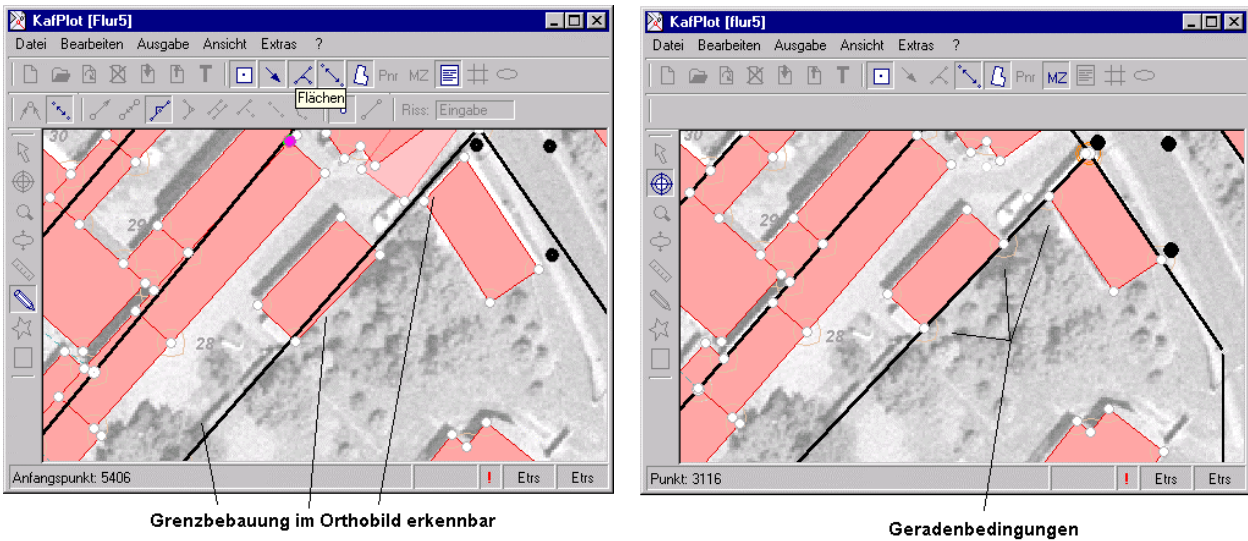 KafPlot [Flur5]
Datei Bearbeiten Ausgabe Ansicht Extras ?
T Pnr MZ
Flächen
Riss: Eingabe
30
29
28
Anfangspunkt: 5406 ! Etrs Etrs
Grenzbebauung im Orthobild erkennbar
KafPlot [flur5]
Datei Bearbeiten Ausgabe Ansicht Extras ?
T Pnr MZ
30
29
28
Punkt: 3116 ! Etrs Etrs
Geradenbedingungen